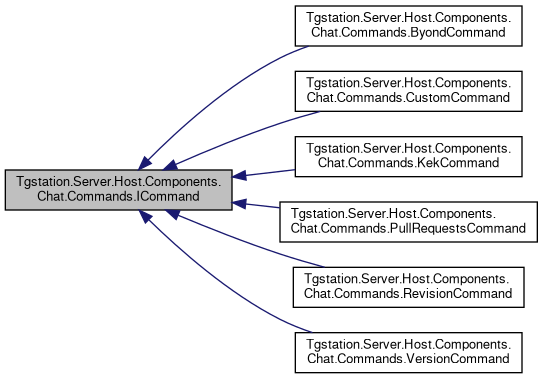 Tgstation.Server.Host.Components.
Chat.Commands.ByondCommand
Tgstation.Server.Host.Components.
Chat.Commands.CustomCommand
Tgstation.Server.Host.Components.
Chat.Commands.KekCommand
Tgstation.Server.Host.Components.
Chat.Commands.ICommand
Tgstation.Server.Host.Components.
Chat.Commands.PullRequestsCommand
Tgstation.Server.Host.Components.
Chat.Commands.RevisionCommand
Tgstation.Server.Host.Components.
Chat.Commands.VersionCommand